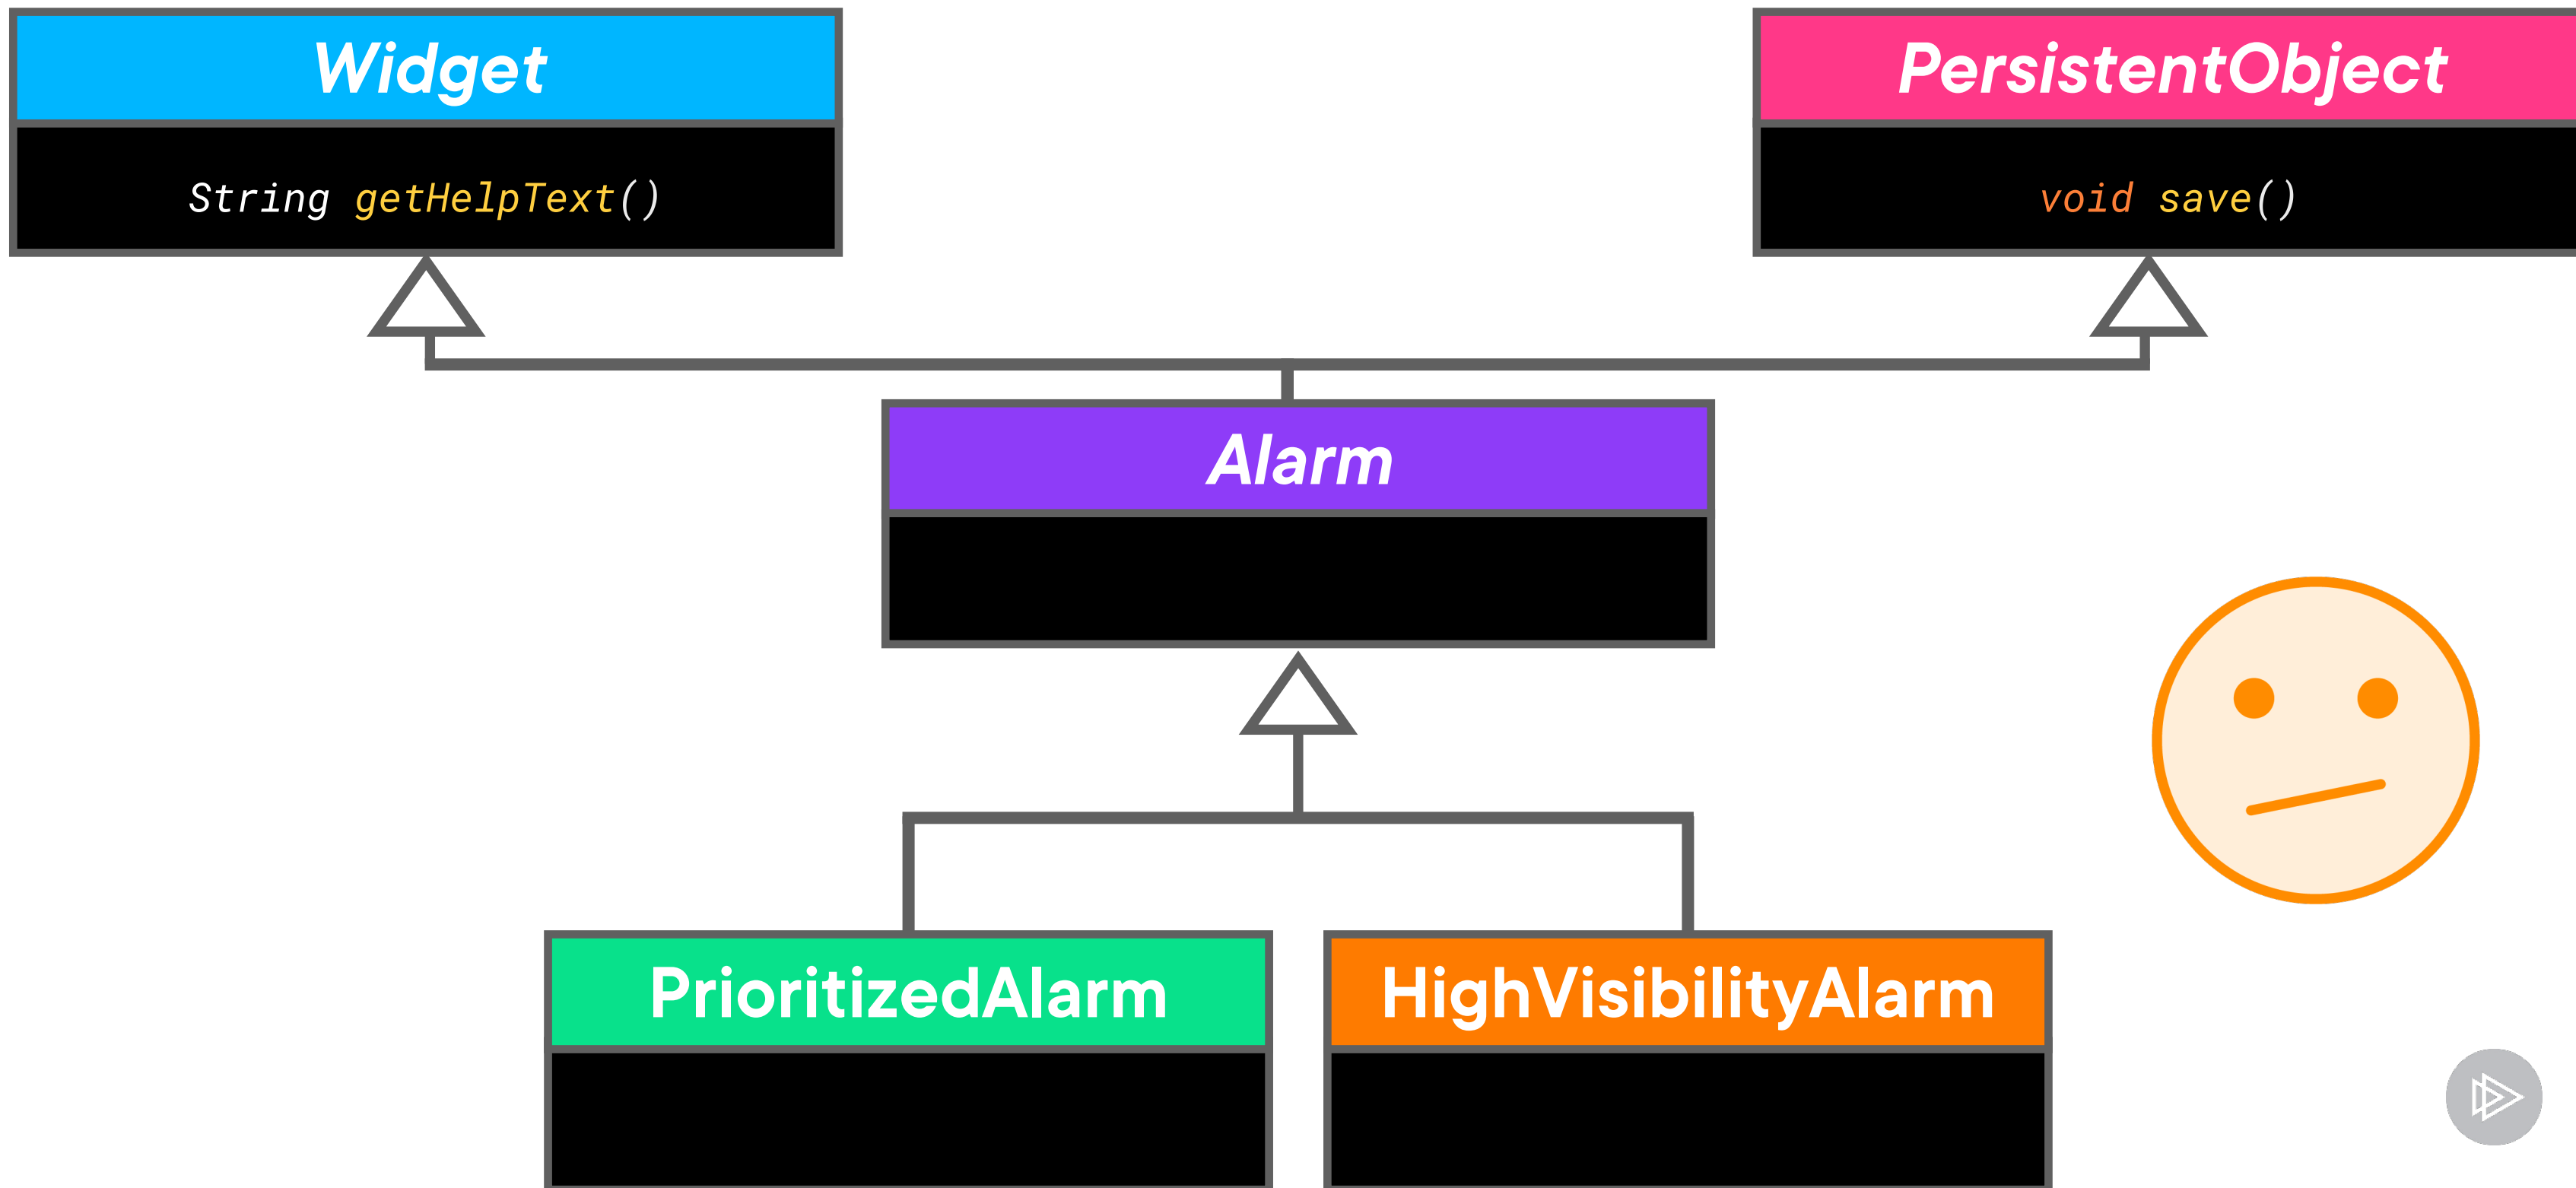 Widget
PersistentObject
String getHelpText()
void save()
Alarm
PrioritizedAlarm
HighVisibilityAlarm